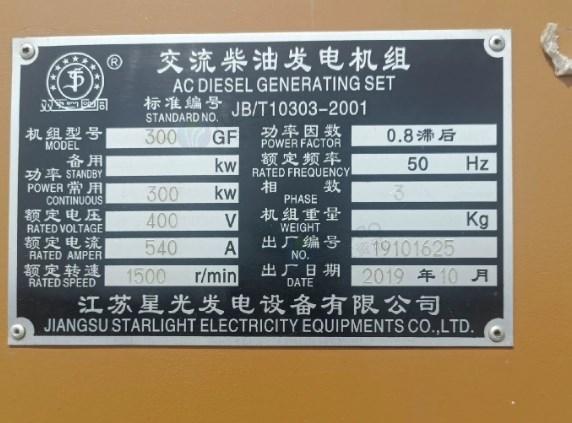 ®
交流柴油发电机组
AC DIESEL GENERATING SET
标准编号 JB/T10303-2001
STANDARD NO.
机组型号 300 GF
MODEL
功率因数 0.8滞后
POWER FACTOR
功率 备用 kw
POWER STANDBY
额定频率 50 Hz
RATED FREQUENCY
常用 300 kw
CONTINUOUS
相数 3
PHASE
额定电压 400 V
RATED VOLTAGE
机组重量 Kg
WEIGHT
额定电流 540 A
RATED AMPER
出厂编号 19101625
NO.
额定转速 1500 r/min
RATED SPEED
出厂日期 2019 年 10 月
DATE
江苏星光发电设备有限公司
JIANGSU STARLIGHT ELECTRICITY EQUIPMENTS CO.,LTD.